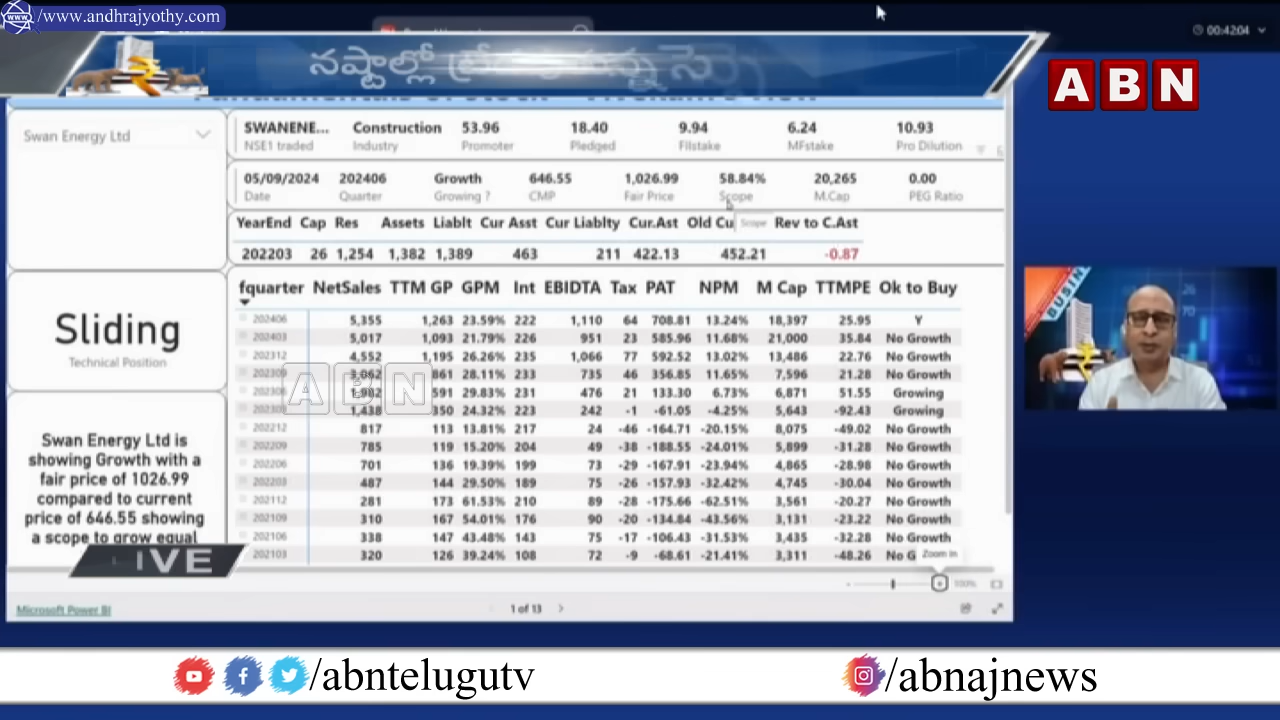 www://www.andhrajyothy.com
00:42:04
నష్టాల్లో
ABN
Swan Energy Ltd
SWANENE... Construction 53.96 18.40 9.94 6.24 10.93
NSE1 traded Industry Promoter Pledged FIIstake MFstake Pro Dilution
05/09/2024 202406 Growth 646.55 1,026.99 58.84% 20,265 0.00
Date Quarter Growing ? CMP Fair Price Scope M.Cap PEG Ratio
YearEnd Cap Res Assets Liablt Cur Asst Cur Liablty Cur.Ast Old Cu Scope Rev to C.Ast
202203 26 1,254 1,382 1,389 463 211 422.13 452.21 -0.87
Sliding
Technical Position
fquarter NetSales TTM GP GPM Int EBIDTA Tax PAT NPM M Cap TTMPE Ok to Buy
202406 5,355 1,263 23.59% 222 1,110 64 708.81 13.24% 18,397 25.95 Y
202403 5,017 1,093 21.79% 226 951 23 585.96 11.68% 21,000 35.84 No Growth
202312 4,552 1,195 26.26% 235 1,066 77 592.52 13.02% 13,486 22.76 No Growth
3,062 861 28.11% 233 735 46 356.85 11.65% 7,596 21.28 No Growth
591 29.83% 231 476 21 133.30 6.73% 6,871 51.55 Growing
1,438 350 24.32% 223 242 -1 -61.05 -4.25% 5,643 -92.43 Growing
202212 817 113 13.81% 217 24 -46 -164.71 -20.15% 8,075 -49.02 No Growth
202209 785 119 15.20% 204 49 -38 -188.55 -24.01% 5,899 -31.28 No Growth
202206 701 136 19.39% 199 73 -29 -167.91 -23.94% 4,865 -28.98 No Growth
202203 487 144 29.50% 189 75 -26 -157.93 -32.42% 4,745 -30.04 No Growth
202112 281 173 61.53% 210 89 -28 -175.66 -62.51% 3,561 -20.27 No Growth
202109 310 167 54.01% 176 90 -20 -134.84 -43.56% 3,131 -23.22 No Growth
202106 338 147 43.48% 143 75 -17 -106.43 -31.53% 3,435 -32.28 No Growth
202103 320 126 39.24% 108 72 -9 -68.61 -21.41% 3,311 -48.26 No G
ABN
Swan Energy Ltd is
showing Growth with a
fair price of 1026.99
compared to current
price of 646.55 showing
a scope to grow equal
LIVE
Zoom In
100%
Microsoft Power BI
1 of 13
/abntelugutv
/abnajnews